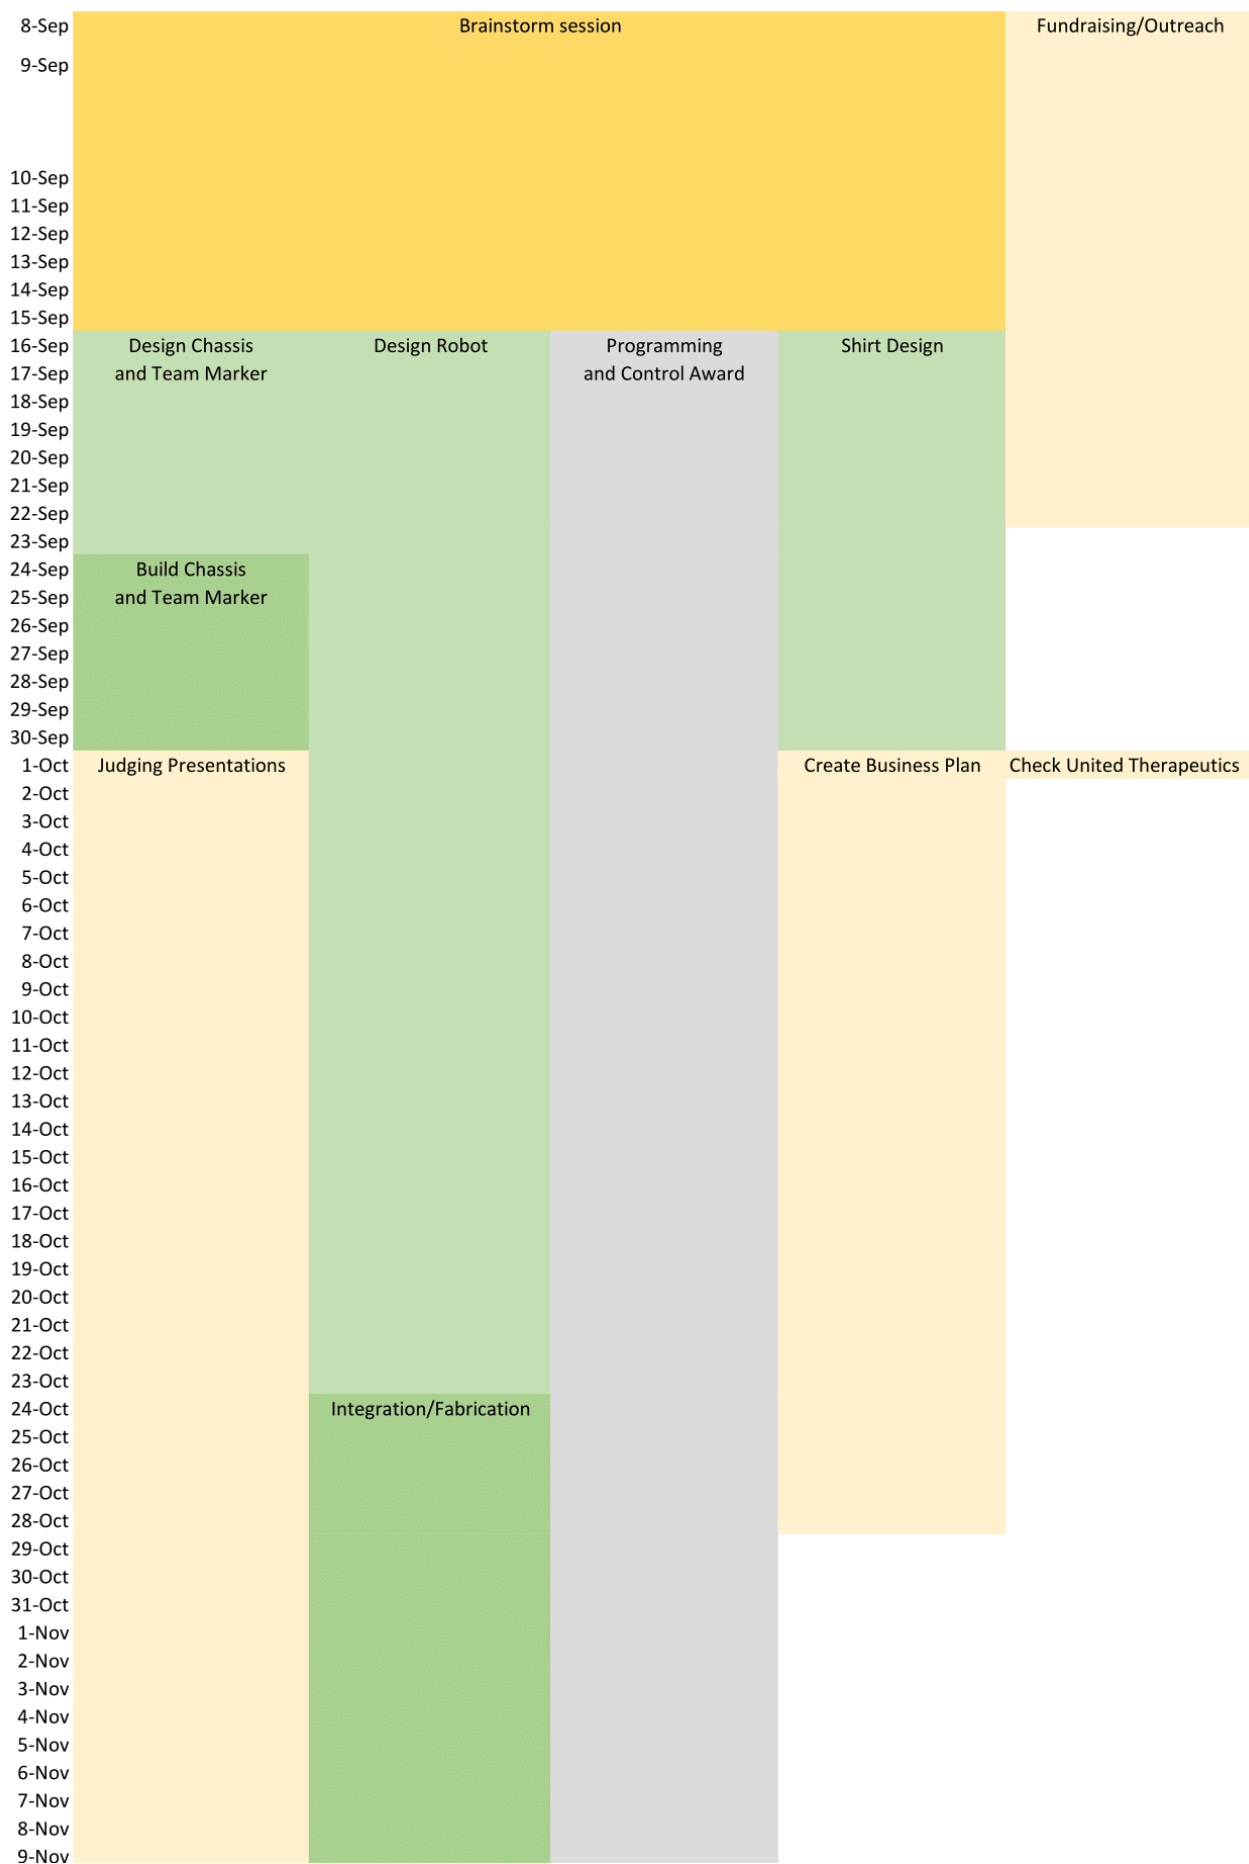 8-Sep Brainstorm session Fundraising/Outreach
9-Sep
10-Sep
11-Sep
12-Sep
13-Sep
14-Sep
15-Sep
16-Sep Design Chassis Design Robot Programming Shirt Design
17-Sep and Team Marker and Control Award
18-Sep
19-Sep
20-Sep
21-Sep
22-Sep
23-Sep
24-Sep Build Chassis
25-Sep and Team Marker
26-Sep
27-Sep
28-Sep
29-Sep
30-Sep
1-Oct Judging Presentations Create Business Plan Check United Therapeutics
2-Oct
3-Oct
4-Oct
5-Oct
6-Oct
7-Oct
8-Oct
9-Oct
10-Oct
11-Oct
12-Oct
13-Oct
14-Oct
15-Oct
16-Oct
17-Oct
18-Oct
19-Oct
20-Oct
21-Oct
22-Oct
23-Oct
24-Oct Integration/Fabrication
25-Oct
26-Oct
27-Oct
28-Oct
29-Oct
30-Oct
31-Oct
1-Nov
2-Nov
3-Nov
4-Nov
5-Nov
6-Nov
7-Nov
8-Nov
9-Nov